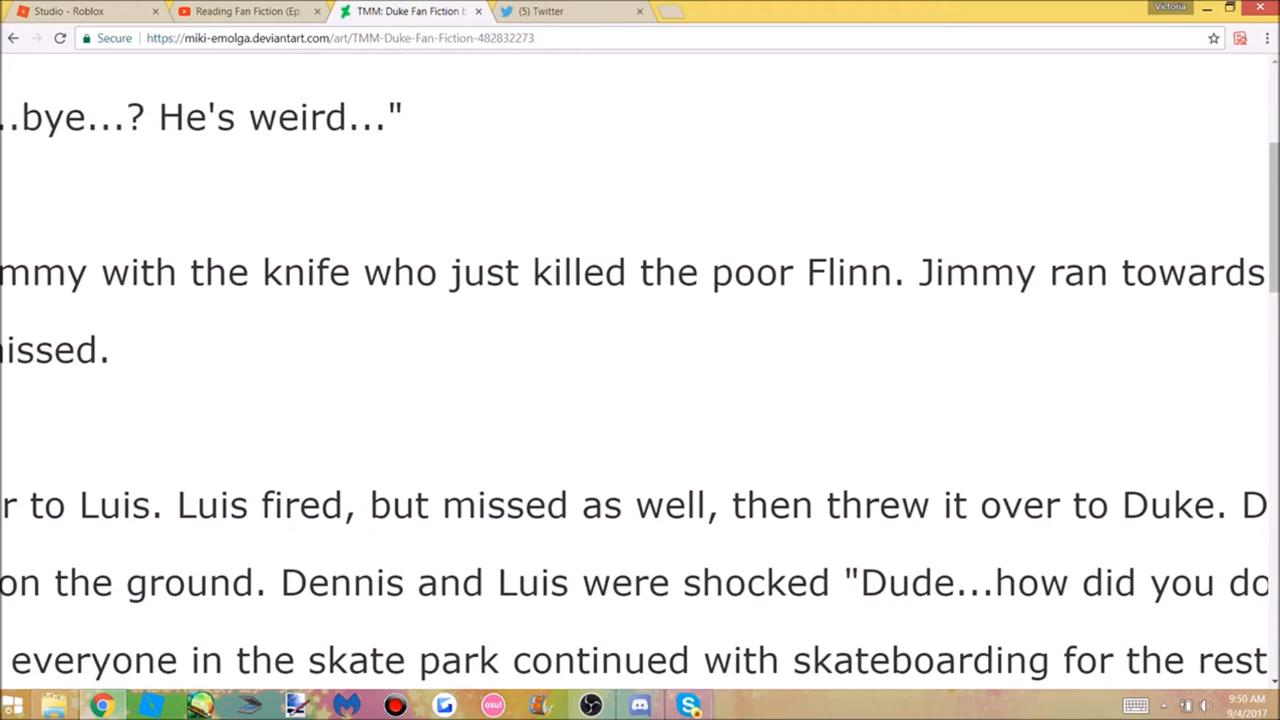 Studio - Roblox
Reading Fan Fiction (Ep.
TMM: Duke Fan Fiction b
(5) Twitter
Victoria
Secure
https://miki-emolga.deviantart.com/art/TMM-Duke-Fan-Fiction-482832273
..bye...? He's weird..."
mmy with the knife who just killed the poor Flinn. Jimmy ran towards
issed.
r to Luis. Luis fired, but missed as well, then threw it over to Duke. D
on the ground. Dennis and Luis were shocked "Dude...how did you do
everyone in the skate park continued with skateboarding for the rest
osu!
9:50 AM
9/4/2017